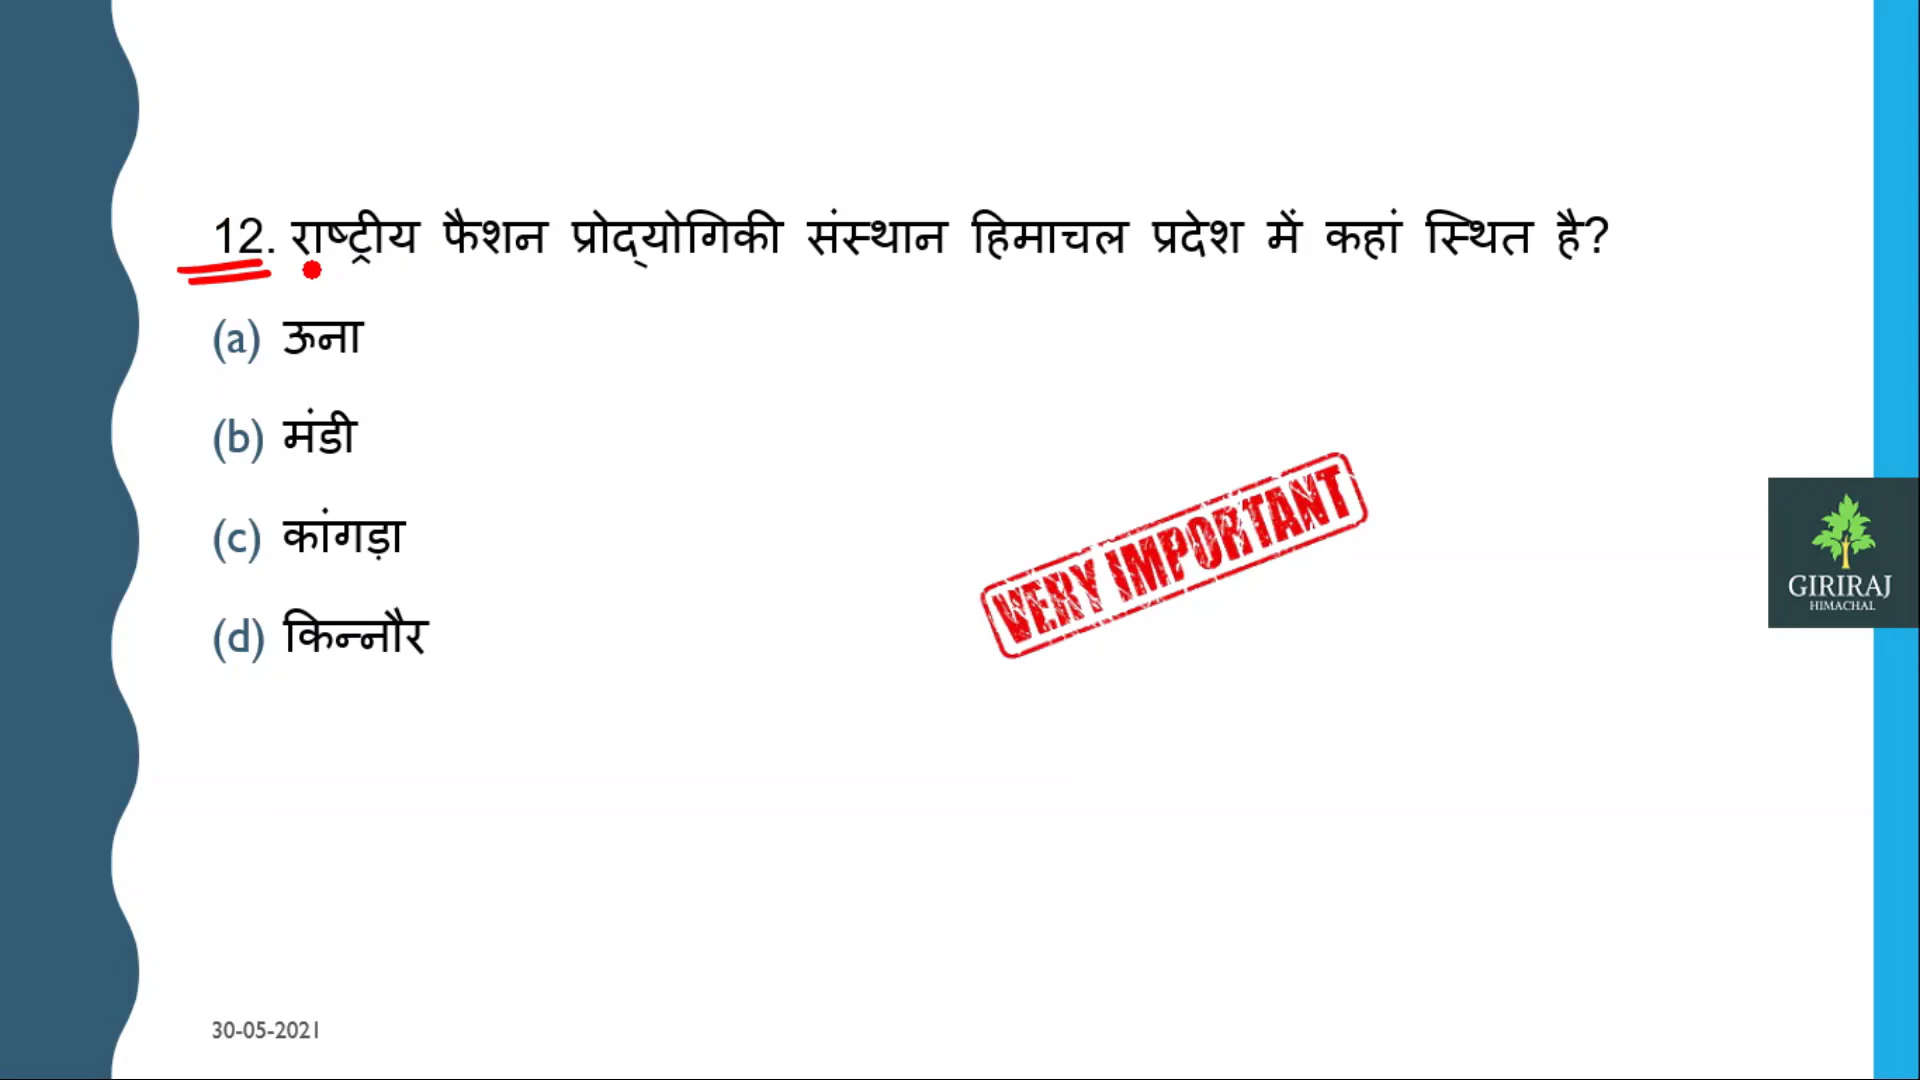 12. राष्ट्रीय फैशन प्रोद्योगिकी संस्थान हिमाचल प्रदेश में कहां स्थित है?
(a) ऊना
(b) मंडी
(c) कांगड़ा
(d) किन्नौर
VERY IMPORTANT
GIRIRAJ
HIMACHAL
30-05-2021